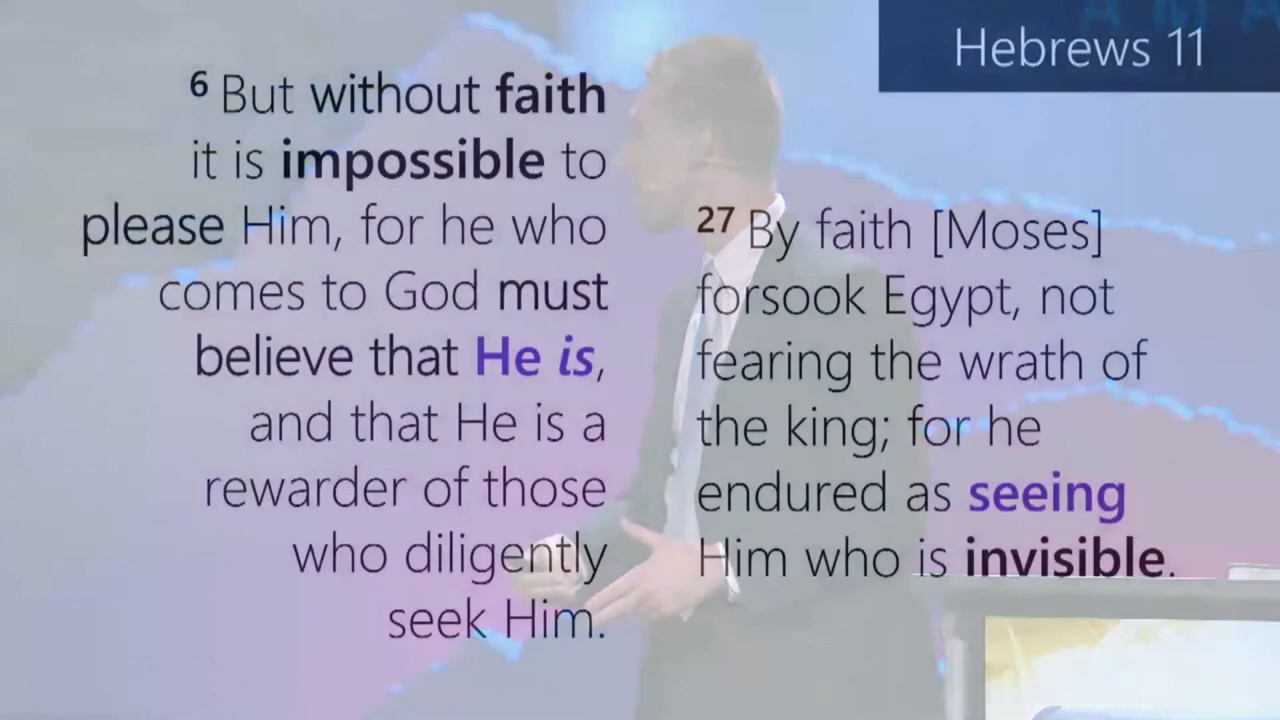 Hebrews 11
6 But without faith
it is impossible to
please Him, for he who
comes to God must
believe that He is,
and that He is a
rewarder of those
who diligently
seek Him.
27 By faith [Moses]
forsook Egypt, not
fearing the wrath of
the king; for he
endured as seeing
Him who is invisible.